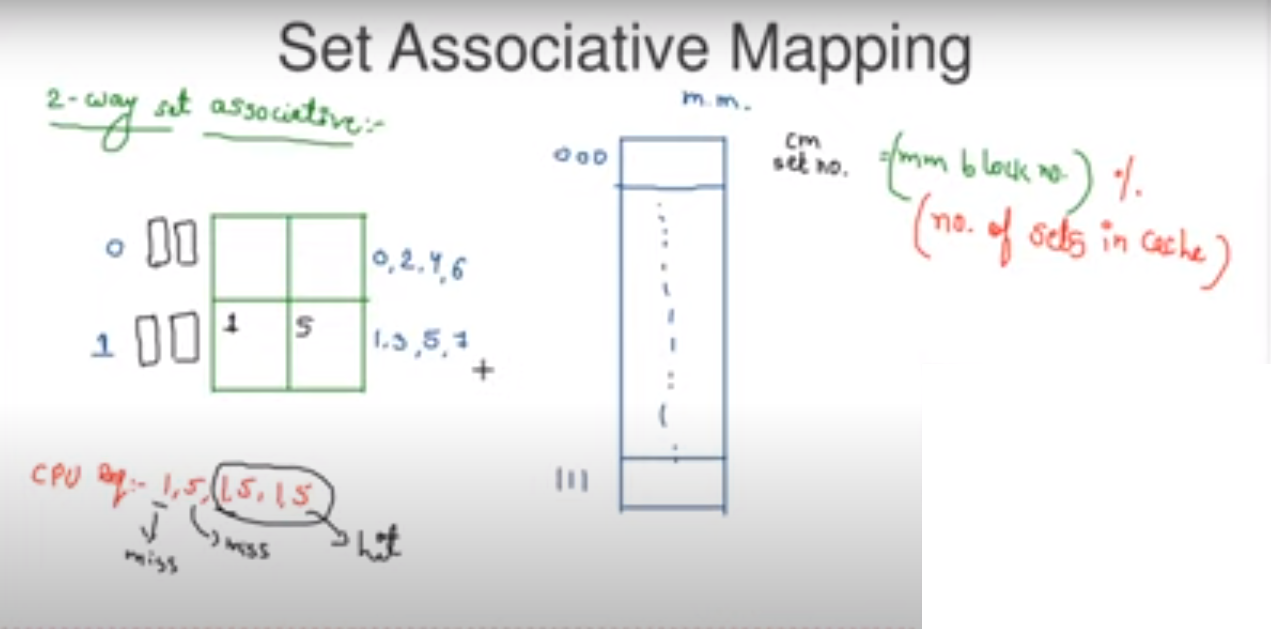 Set Associative Mapping
2-way set associative:-
m.m.
000
cm
set no.
=(mm block no.) %
(no. of sets in cache)
0
0,2,4,6
1
1 5
1,3,5,7
CPU Req:- 1,5,1,5,1,5
miss
miss
hit
111